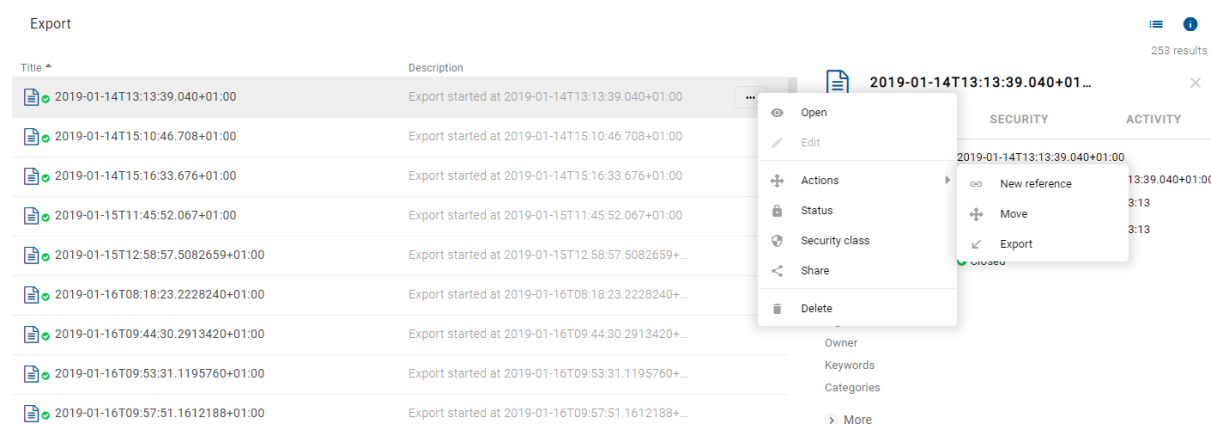 Export
253 results
Title Description
2019-01-14T13:13:39.040+01:00 Export started at 2019-01-14T13:13:39.040+01:00 ...
2019-01-14T15:10:46.708+01:00 Export started at 2019-01-14T15:10:46.708+01:00
2019-01-14T15:16:33.676+01:00 Export started at 2019-01-14T15:16:33.676+01:00
2019-01-15T11:45:52.067+01:00 Export started at 2019-01-15T11:45:52.067+01:00
2019-01-15T12:58:57.5082659+01:00 Export started at 2019-01-15T12:58:57.5082659+...
2019-01-16T08:18:23.2228240+01:00 Export started at 2019-01-16T08:18:23.2228240+...
2019-01-16T09:44:30.2913420+01:00 Export started at 2019-01-16T09:44:30.2913420+...
2019-01-16T09:53:31.1195760+01:00 Export started at 2019-01-16T09:53:31.1195760+...
2019-01-16T09:57:51.1612188+01:00 Export started at 2019-01-16T09:57:51.1612188+...
Open
Edit
Actions
Status
Security class
Share
Delete
New reference
Move
Export
2019-01-14T13:13:39.040+01...
SECURITY ACTIVITY
2019-01-14T13:13:39.040+01:00
13:39.040+01:00
3:13
3:13
Closed
Owner
Keywords
Categories
More